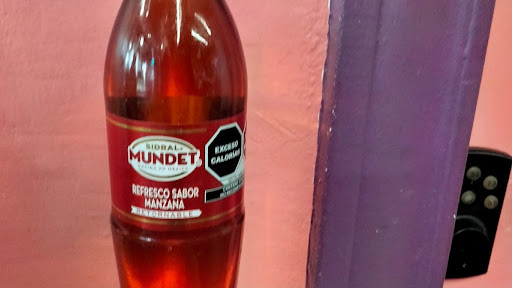 SIDRAL
MUNDET
REFRESCO SABOR
MANZANA
RETORNABLE
EXCESO
CALORÍAS